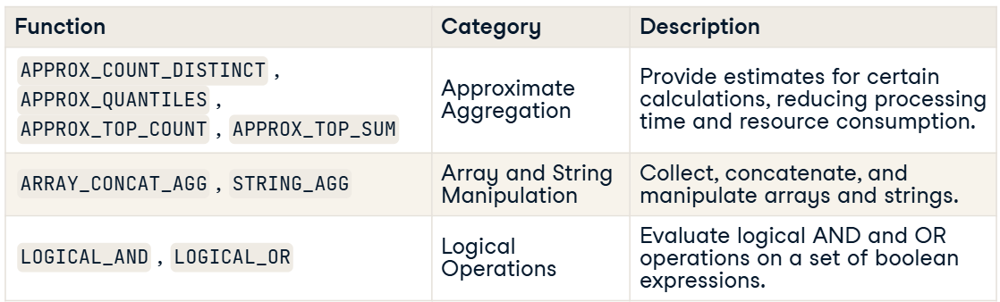 Function Category Description
APPROX_COUNT_DISTINCT ,
APPROX_QUANTILES ,
APPROX_TOP_COUNT , APPROX_TOP_SUM
Approximate
Aggregation
Provide estimates for certain
calculations, reducing processing
time and resource consumption.
ARRAY_CONCAT_AGG , STRING_AGG
Array and String
Manipulation
Collect, concatenate, and
manipulate arrays and strings.
LOGICAL_AND , LOGICAL_OR
Logical
Operations
Evaluate logical AND and OR
operations on a set of boolean
expressions.